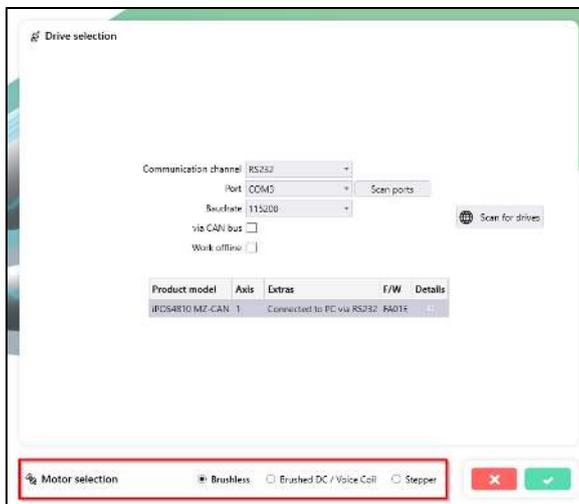 Drive selection
Communication channel RS232
Port COM3 Scan ports
Baudrate 115200
Scan for drives
via CAN bus
Work offline
Product model Axis Extras F/W Details
iPOS4810 MZ-CAN 1 Connected to PC via RS232 FA01E
Motor selection Brushless Brushed DC / Voice Coil Stepper